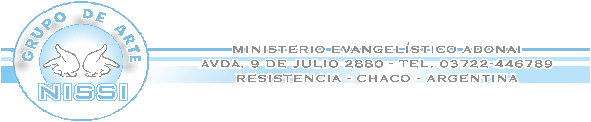 GRUPO DE ARTE
NISSI
MINISTERIO EVANGELÍSTICO ADONAI
AVDA. 9 DE JULIO 2880 - TEL. 03722-446789
RESISTENCIA - CHACO - ARGENTINA